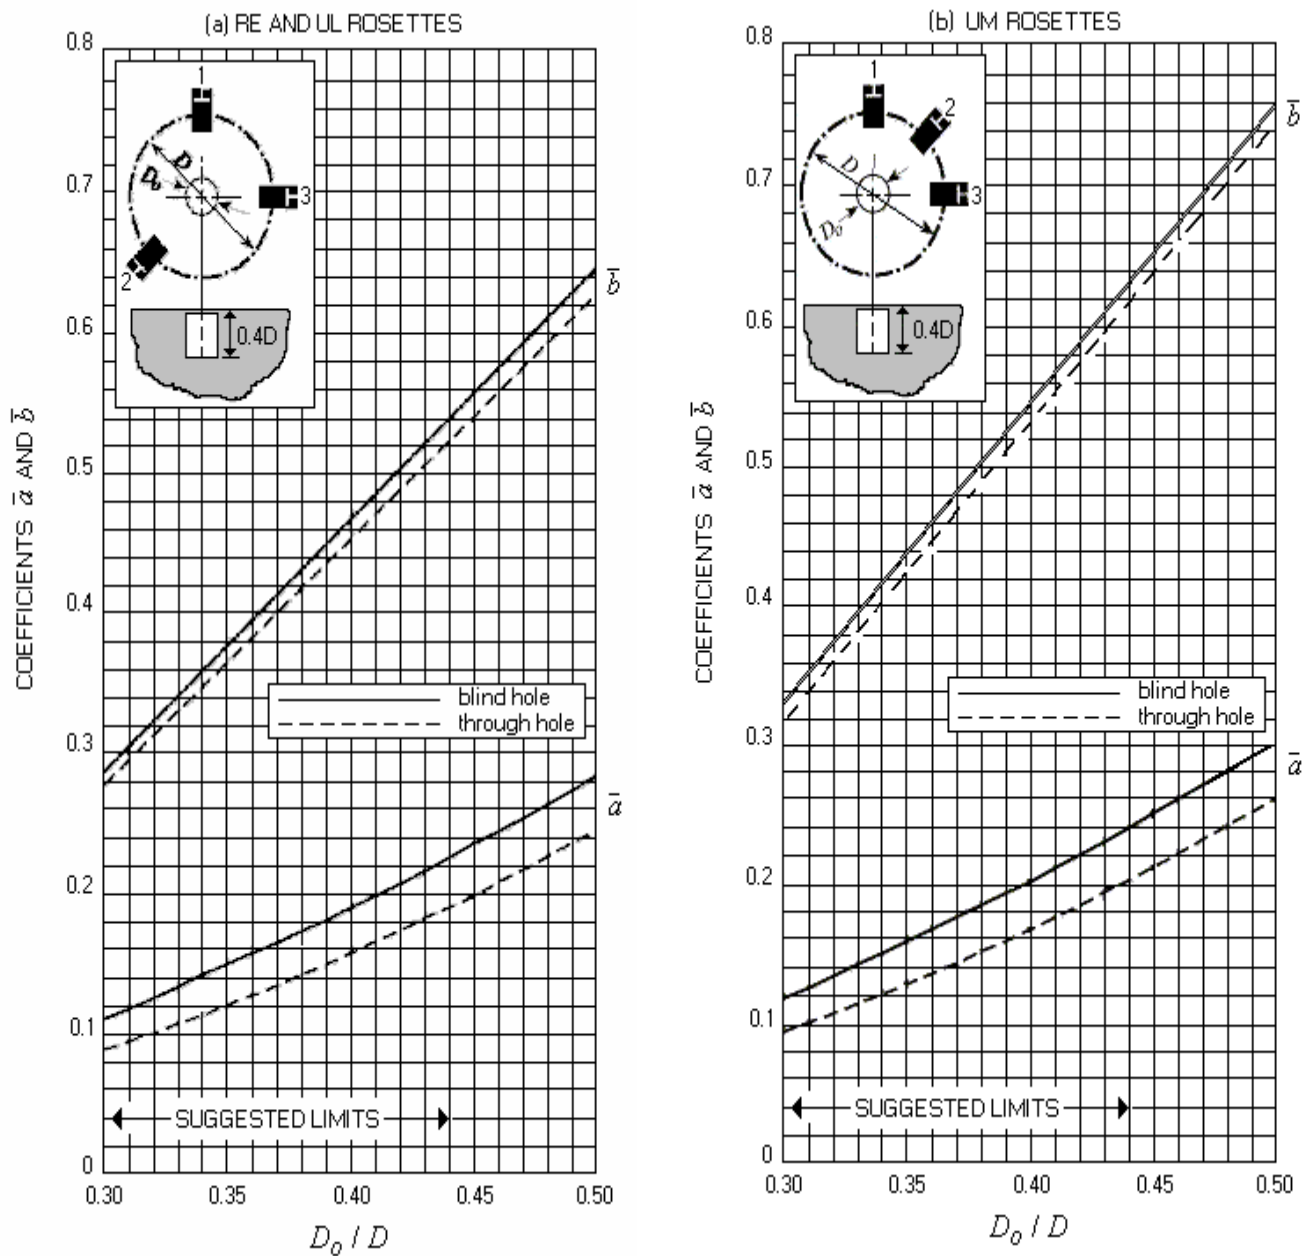 (a) RE AND UL ROSETTES
0.8
0.7
0.6
0.5
0.4
0.3
0.2
0.1
0
COEFFICIENTS a̅ AND b̅
1
D
D₀
3
2
0.4D
b̅
blind hole
through hole
a̅
SUGGESTED LIMITS
0.30 0.35 0.40 0.45 0.50
D₀ / D
(b) UM ROSETTES
0.8
0.7
0.6
0.5
0.4
0.3
0.2
0.1
0
COEFFICIENTS a̅ AND b̅
1
2
D
3
D₀
0.4D
b̅
blind hole
through hole
a̅
SUGGESTED LIMITS
0.30 0.35 0.40 0.45 0.50
D₀ / D